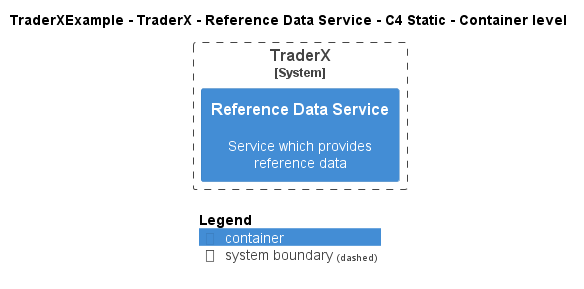 TraderXExample - TraderX - Reference Data Service - C4 Static - Container level
TraderX
[System]
Reference Data Service
Service which provides
reference data
Legend
container
system boundary (dashed)